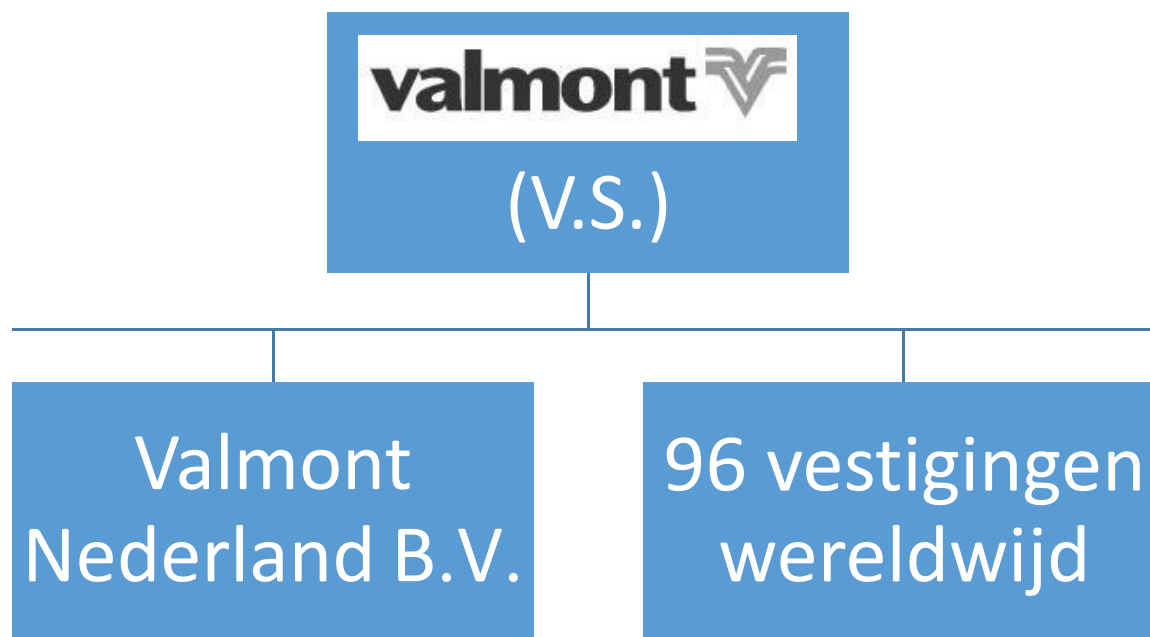 valmont
(V.S.)
Valmont
Nederland B.V.
96 vestigingen
wereldwijd